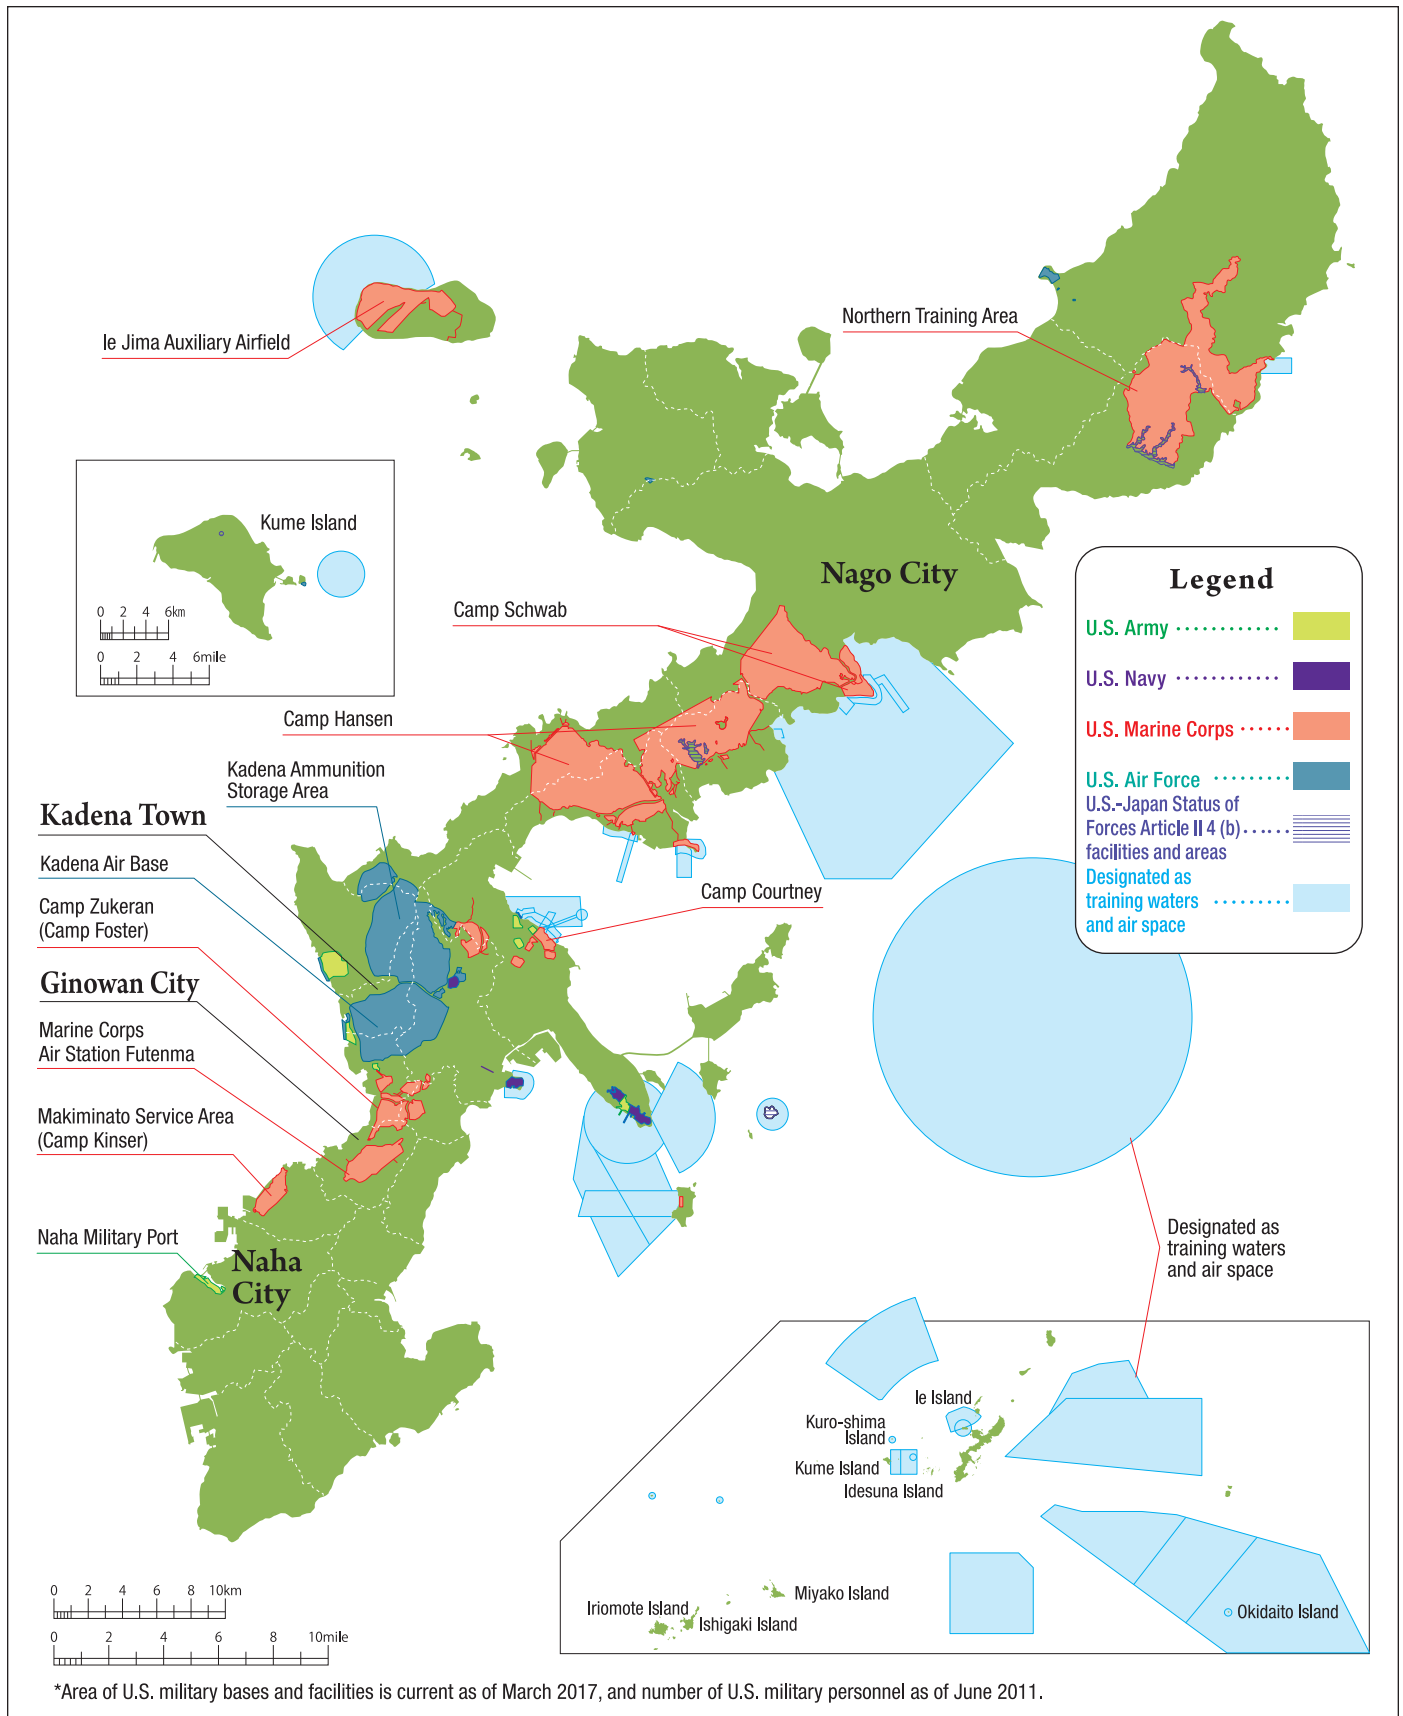 Ie Jima Auxiliary Airfield
Northern Training Area
Kume Island
0 2 4 6km
0 2 4 6mile
Nago City
Camp Schwab
Camp Hansen
Kadena Ammunition
Storage Area
Kadena Town
Kadena Air Base
Camp Zukeran
(Camp Foster)
Ginowan City
Marine Corps
Air Station Futenma
Makiminato Service Area
(Camp Kinser)
Naha Military Port
Naha
City
Camp Courtney
Legend
U.S. Army
U.S. Navy
U.S. Marine Corps
U.S. Air Force
U.S.-Japan Status of
Forces Article II 4 (b)
facilities and areas
Designated as
training waters
and air space
Designated as
training waters
and air space
Ie Island
Kuro-shima
Island
Kume Island
Idesuna Island
Miyako Island
Iriomote Island
Ishigaki Island
Okidaito Island
0 2 4 6 8 10km
0 2 4 6 8 10mile
*Area of U.S. military bases and facilities is current as of March 2017, and number of U.S. military personnel as of June 2011.